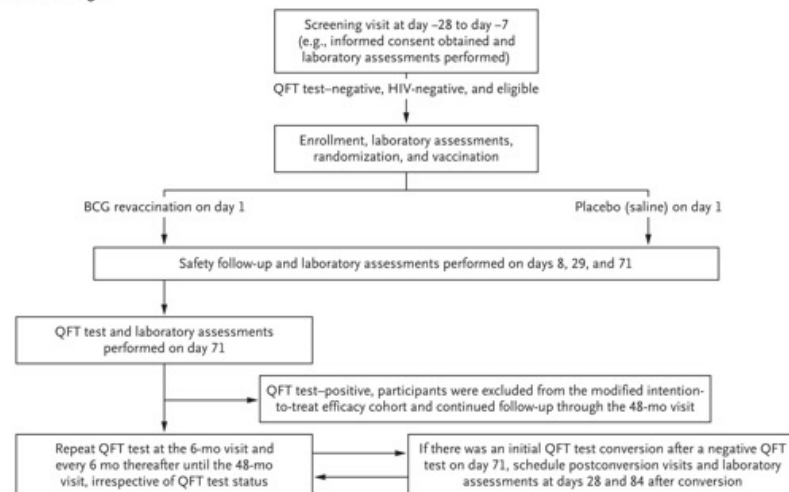 Screening visit at day –28 to day –7
(e.g., informed consent obtained and
laboratory assessments performed)
QFT test–negative, HIV-negative, and eligible
Enrollment, laboratory assessments,
randomization, and vaccination
BCG revaccination on day 1
Placebo (saline) on day 1
Safety follow-up and laboratory assessments performed on days 8, 29, and 71
QFT test and laboratory assessments
performed on day 71
QFT test–positive, participants were excluded from the modified intention-
to-treat efficacy cohort and continued follow-up through the 48-mo visit
Repeat QFT test at the 6-mo visit and
every 6 mo thereafter until the 48-mo
visit, irrespective of QFT test status
If there was an initial QFT test conversion after a negative QFT
test on day 71, schedule postconversion visits and laboratory
assessments at days 28 and 84 after conversion